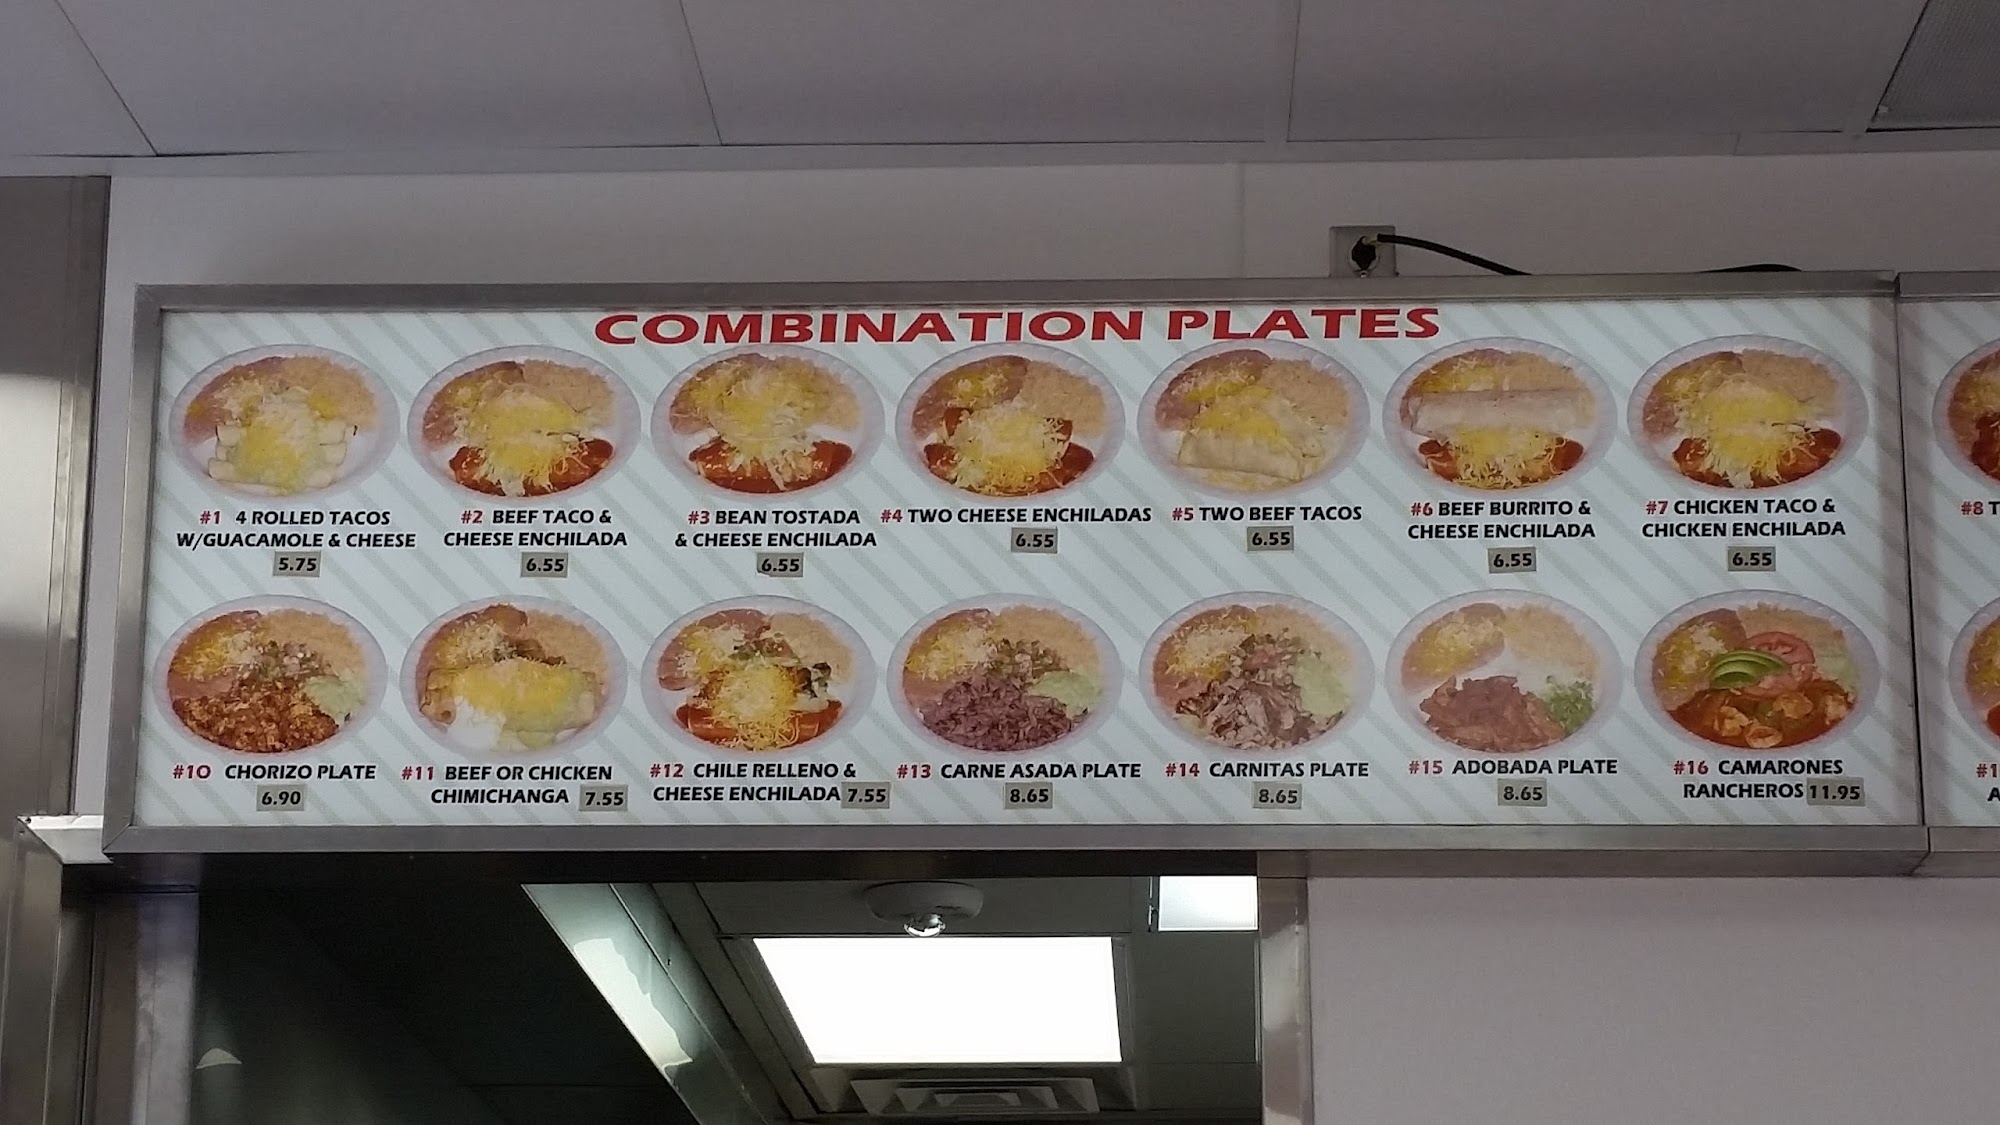 COMBINATION PLATES
#1 4 ROLLED TACOS
W/GUACAMOLE & CHEESE
5.75
#2 BEEF TACO &
CHEESE ENCHILADA
6.55
#3 BEAN TOSTADA
& CHEESE ENCHILADA
6.55
#4 TWO CHEESE ENCHILADAS
6.55
#5 TWO BEEF TACOS
6.55
#6 BEEF BURRITO &
CHEESE ENCHILADA
6.55
#7 CHICKEN TACO &
CHICKEN ENCHILADA
6.55
#8
#10 CHORIZO PLATE
6.90
#11 BEEF OR CHICKEN
CHIMICHANGA 7.55
#12 CHILE RELLENO &
CHEESE ENCHILADA 7.55
#13 CARNE ASADA PLATE
8.65
#14 CARNITAS PLATE
8.65
#15 ADOBADA PLATE
8.65
#16 CAMARONES
RANCHEROS 11.95